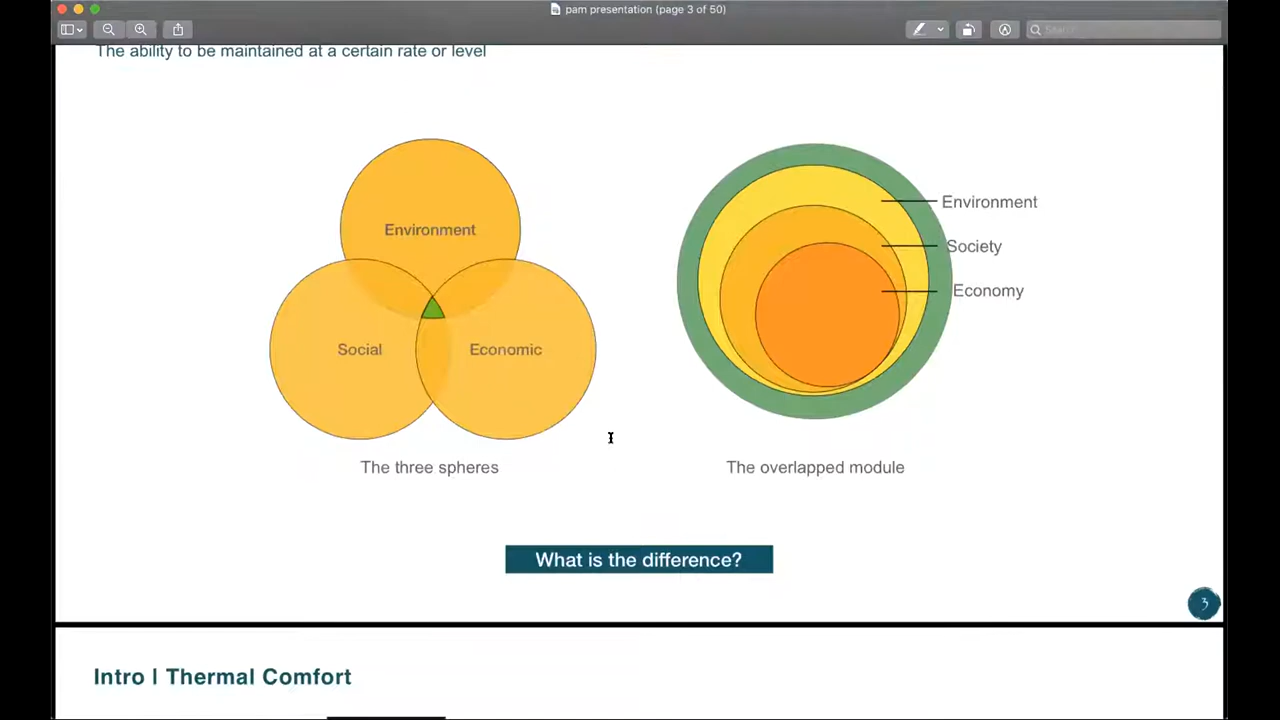 pam presentation (page 3 of 50)
Search
The ability to be maintained at a certain rate or level
Environment
Social
Economic
The three spheres
Environment
Society
Economy
The overlapped module
What is the difference?
3
Intro | Thermal Comfort